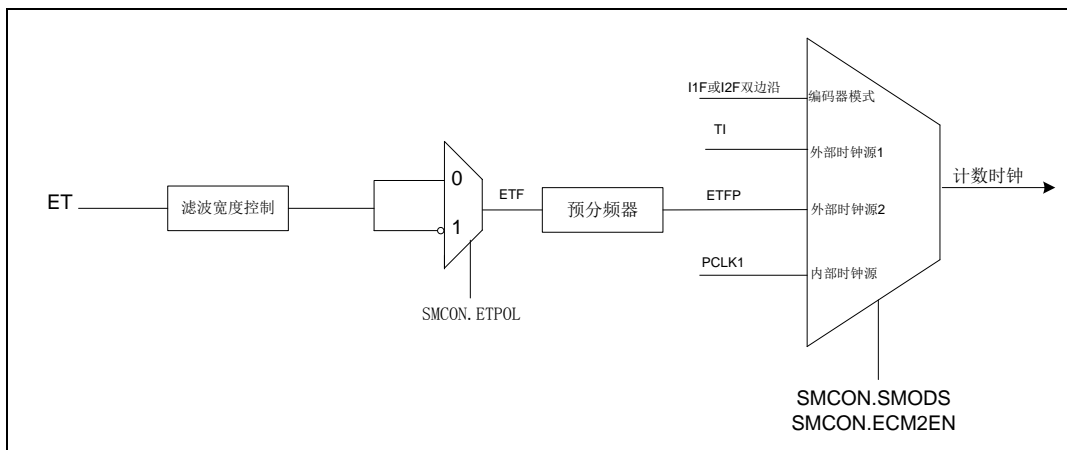 I1F或I2F双边沿
编码器模式
TI
外部时钟源1
计数时钟
ET
滤波宽度控制
0
1
ETF
预分频器
ETFP
外部时钟源2
PCLK1
内部时钟源
SMCON.ETPOL
SMCON.SMODS
SMCON.ECM2EN